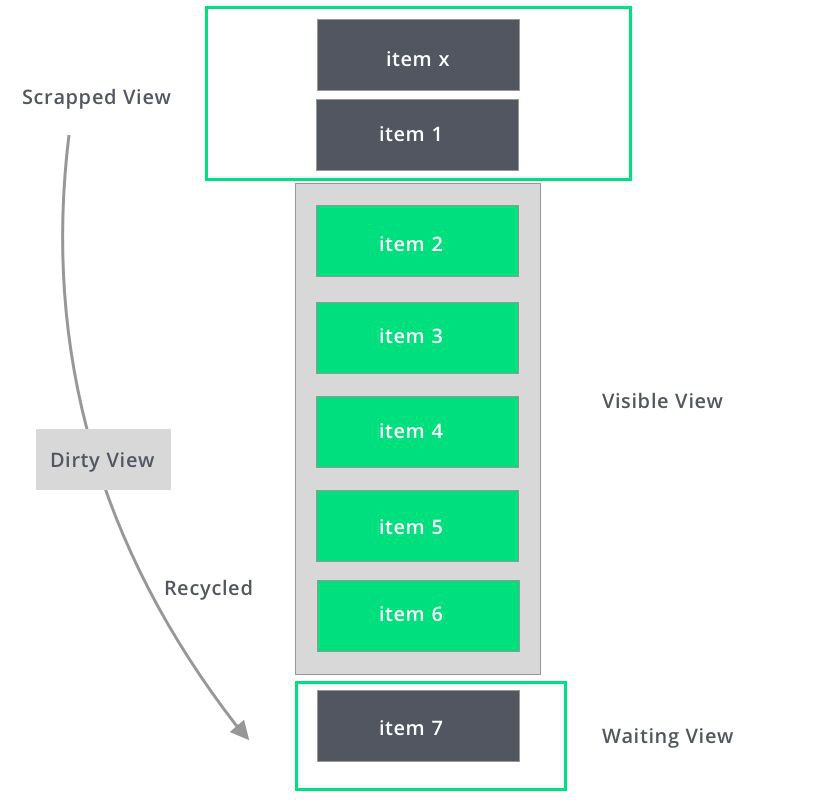 item x
Scrapped View
item 1
item 2
item 3
Visible View
item 4
Dirty View
item 5
Recycled
item 6
item 7
Waiting View